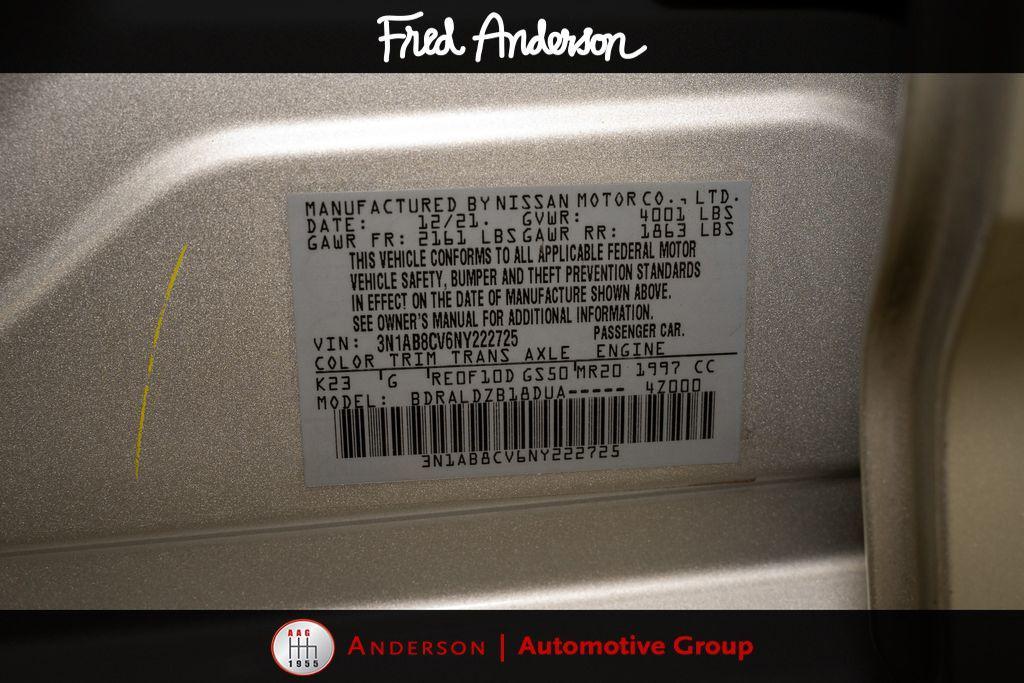 Fred Anderson
MANUFACTURED BY NISSAN MOTOR CO., LTD.
DATE: 12/21. GVWR: 4001 LBS
GAWR FR: 2161 LBS GAWR RR: 1863 LBS
THIS VEHICLE CONFORMS TO ALL APPLICABLE FEDERAL MOTOR
VEHICLE SAFETY, BUMPER AND THEFT PREVENTION STANDARDS
IN EFFECT ON THE DATE OF MANUFACTURE SHOWN ABOVE.
SEE OWNER'S MANUAL FOR ADDITIONAL INFORMATION.
VIN: 3N1AB8CV6NY222725 PASSENGER CAR.
COLOR TRIM TRANS AXLE ENGINE
K23 G RE0F10D GS50 MR20 1997 CC
MODEL: BDRALDZB18DUA----- 4Z000
3N1AB8CV6NY222725
AAG
1955
ANDERSON | Automotive Group